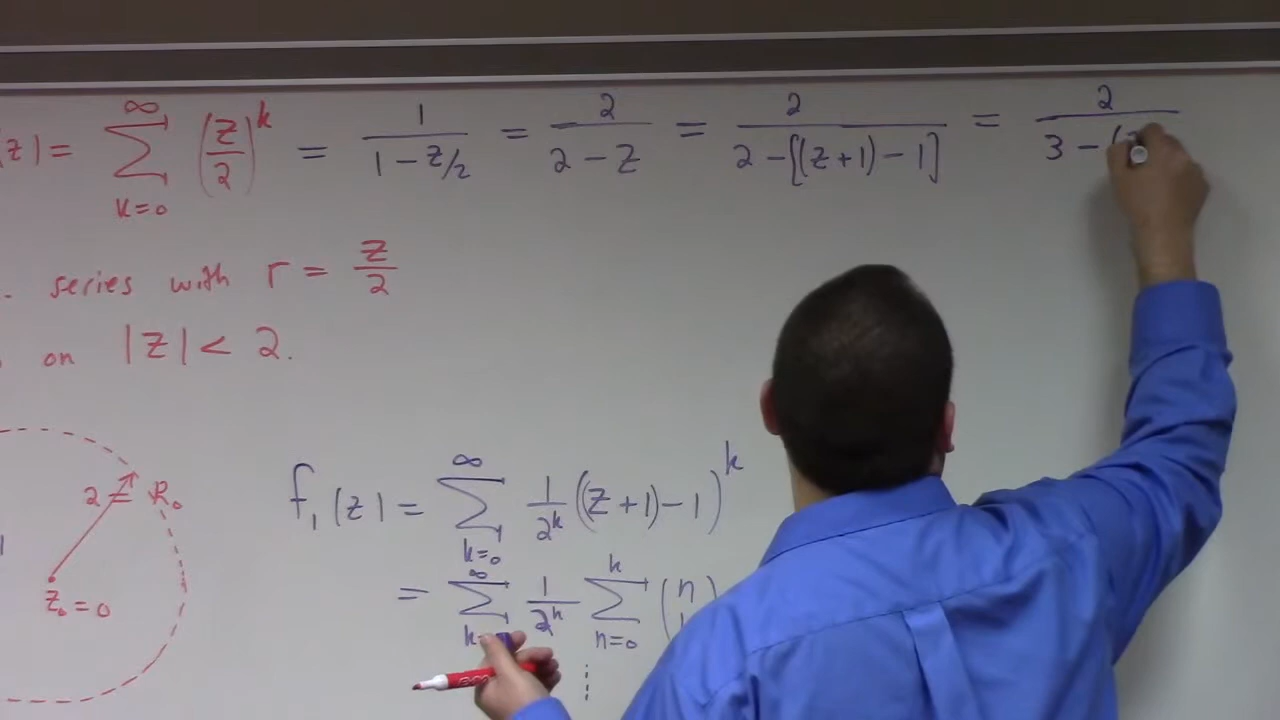 (z) = ∞ ∑ k=0 (z/2)^k = 1/(1 − z/2) = 2/(2 − z) = 2/(2 − [(z+1) − 1]) = 2/(3 − (
series with r = z/2
on |z| < 2.
2 = R₀
z₀ = 0
f₁(z) = ∞ ∑ k=0 1/2^k ((z+1)−1)^k
= ∞ ∑ k= 1/2^n k ∑ n=0 (n
⋮